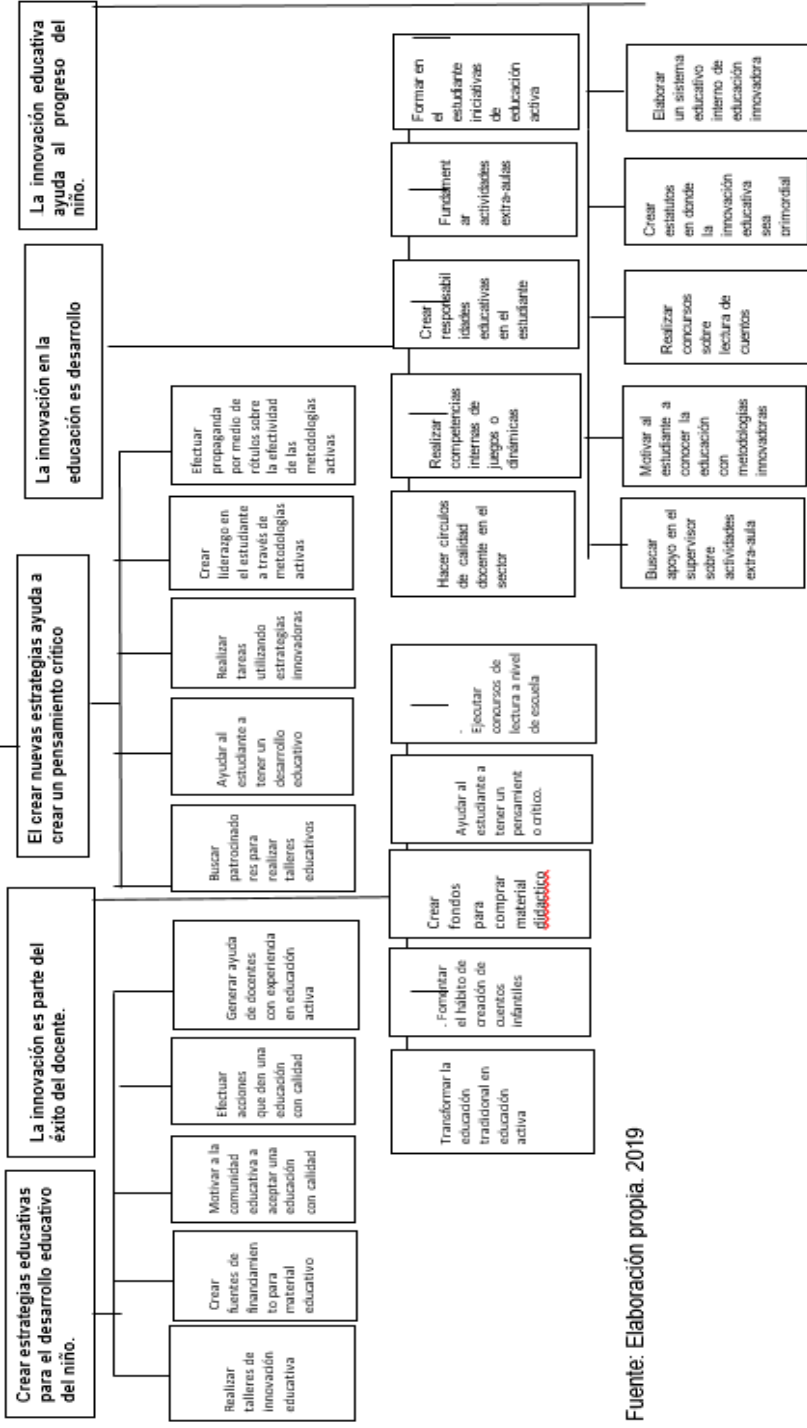 Crear estrategias educativas
para el desarrollo educativo
del niño.
La innovación es parte del
éxito del docente.
El crear nuevas estrategias ayuda a
crear un pensamiento crítico
La innovación en la
educación es desarrollo
La innovación educativa
ayuda al progreso del
niño.
Realizar
talleres de
innovación
educativa
Crear
fuentes de
financiamien
to para
material
educativo
Motivar a la
comunidad
educativa a
aceptar una
educación
con calidad
Efectuar
acciones
que den una
educación
con calidad
Generar ayuda
de docentes
con experiencia
en educación
activa
Buscar
patrocinado
res para
realizar
talleres
educativos
Ayudar al
estudiante a
tener un
desarrollo
educativo
Realizar
tareas
utilizando
estrategias
innovadoras
Crear
liderazgo en
el estudiante
a través de
metodologías
activas
Efectuar
propaganda
por medio de
rótulos sobre
la efectividad
de las
metodologías
activas
Transformar la
educación
tradicional en
educación
activa
. Fomentar
el hábito de
creación de
cuentos
infantiles
Crear
fondos
para
comprar
material
didactico
Ayudar al
estudiante a
tener un
pensamient
o crítico.
.
Ejecutar
concursos de
lectura a nivel
de escuela
Hacer círculos
de calidad
docente en el
sector
Realizar
competencias
internas de
juegos o
dinámicas
Crear
responsabil
idades
educativas
en el
estudiante
Fundament
ar
actividades
extra-aulas
Formar en
el
estudiante
iniciativas
de
educación
activa
Buscar
apoyo en el
supervisor
sobre
actividades
extra-aula
Motivar al
estudiante a
conocer la
educación
con
metodologías
innovadoras
Realizar
concursos
sobre
lectura de
cuentos
Crear
estatutos
en donde
la
innovación
educativa
sea
primordial
Elaborar
un sistema
educativo
interno de
educación
innovadora
Fuente: Elaboración propia. 2019